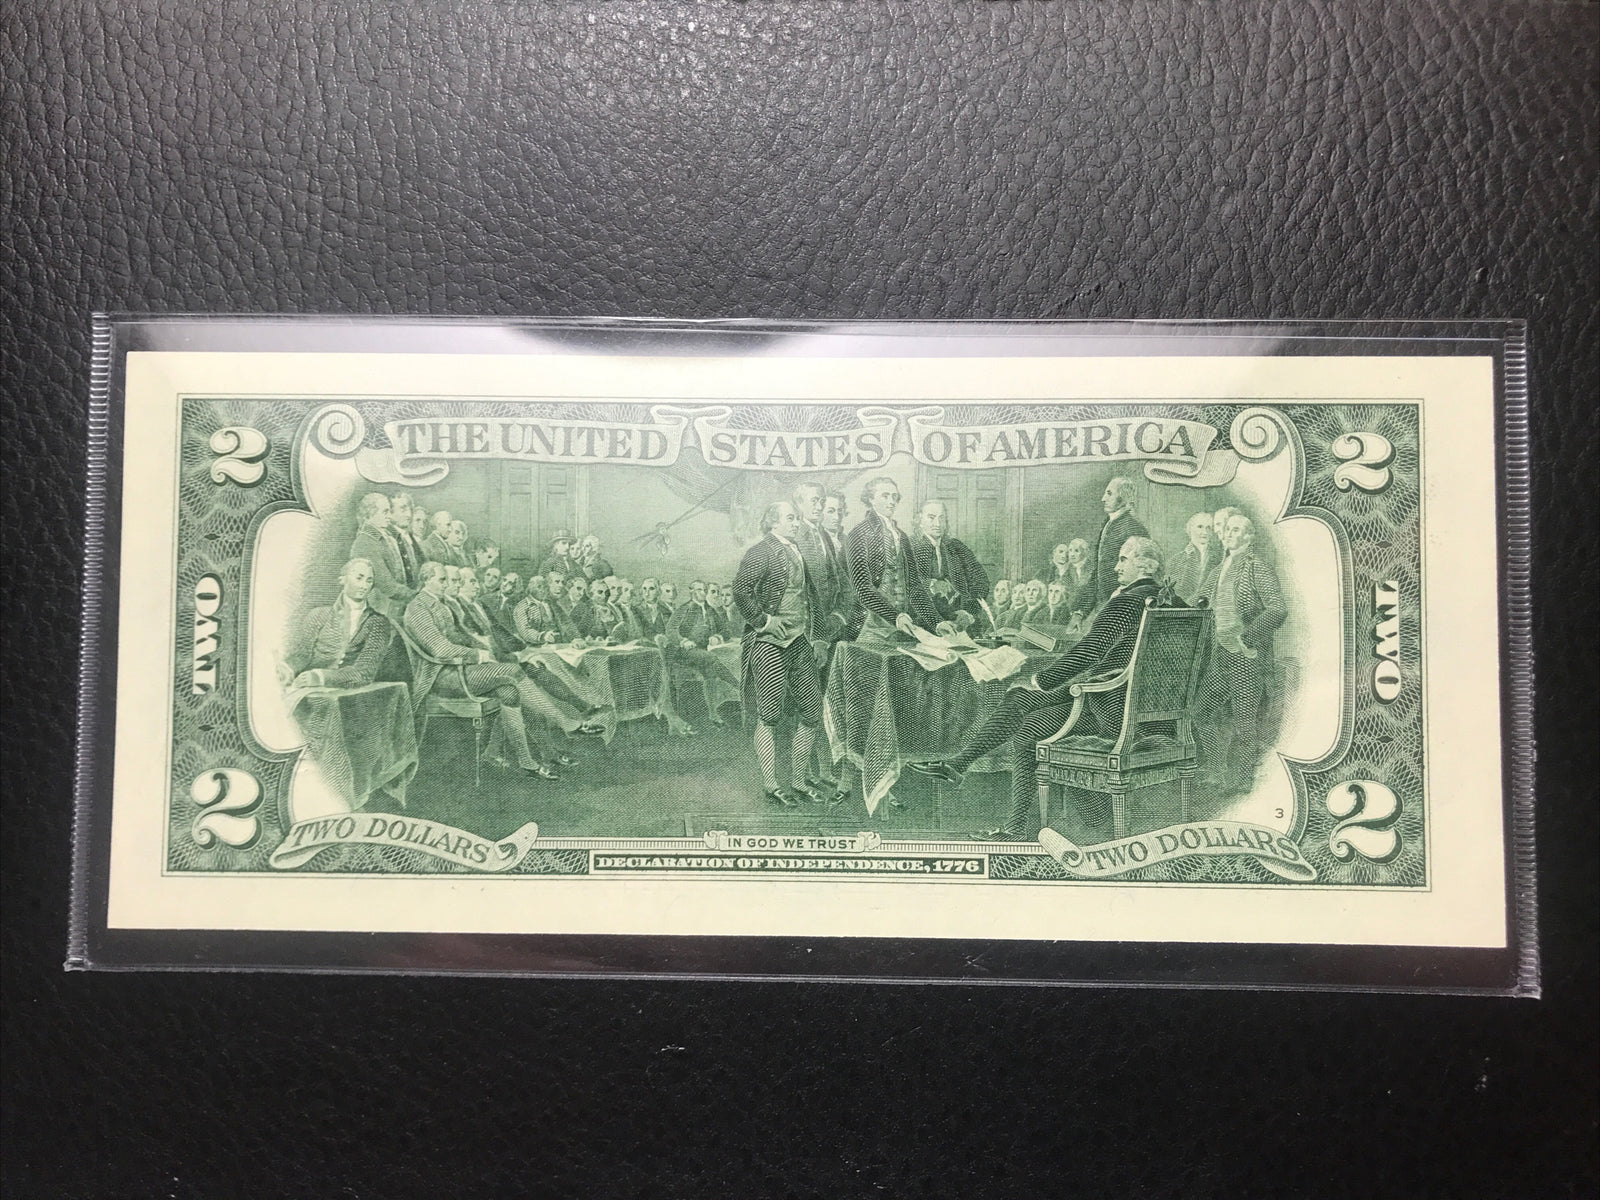 2 THE UNITED STATES OF AMERICA 2
TWO TWO
3
2 TWO DOLLARS IN GOD WE TRUST TWO DOLLARS 2
DECLARATION OF INDEPENDENCE, 1776